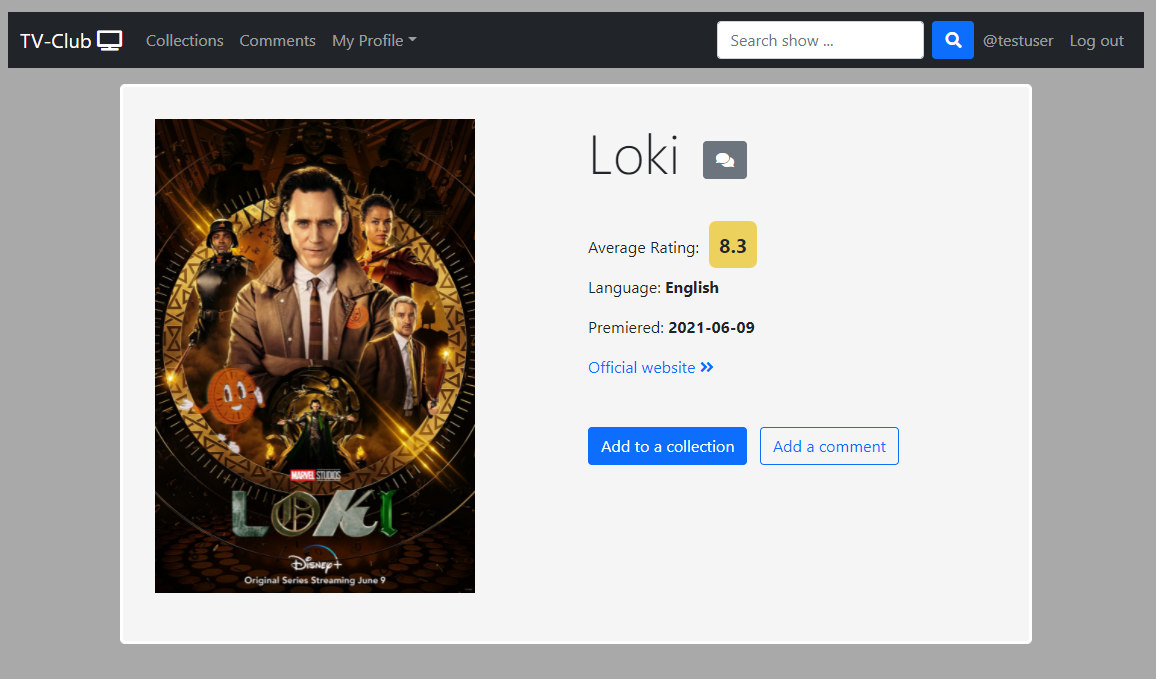 TV-Club Collections Comments My Profile Search show ... @testuser Log out
Loki
Average Rating: 8.3
Language: English
Premiered: 2021-06-09
Official website
Add to a collection Add a comment
MARVEL STUDIOS
LOKI
Disney+
Original Series Streaming June 9